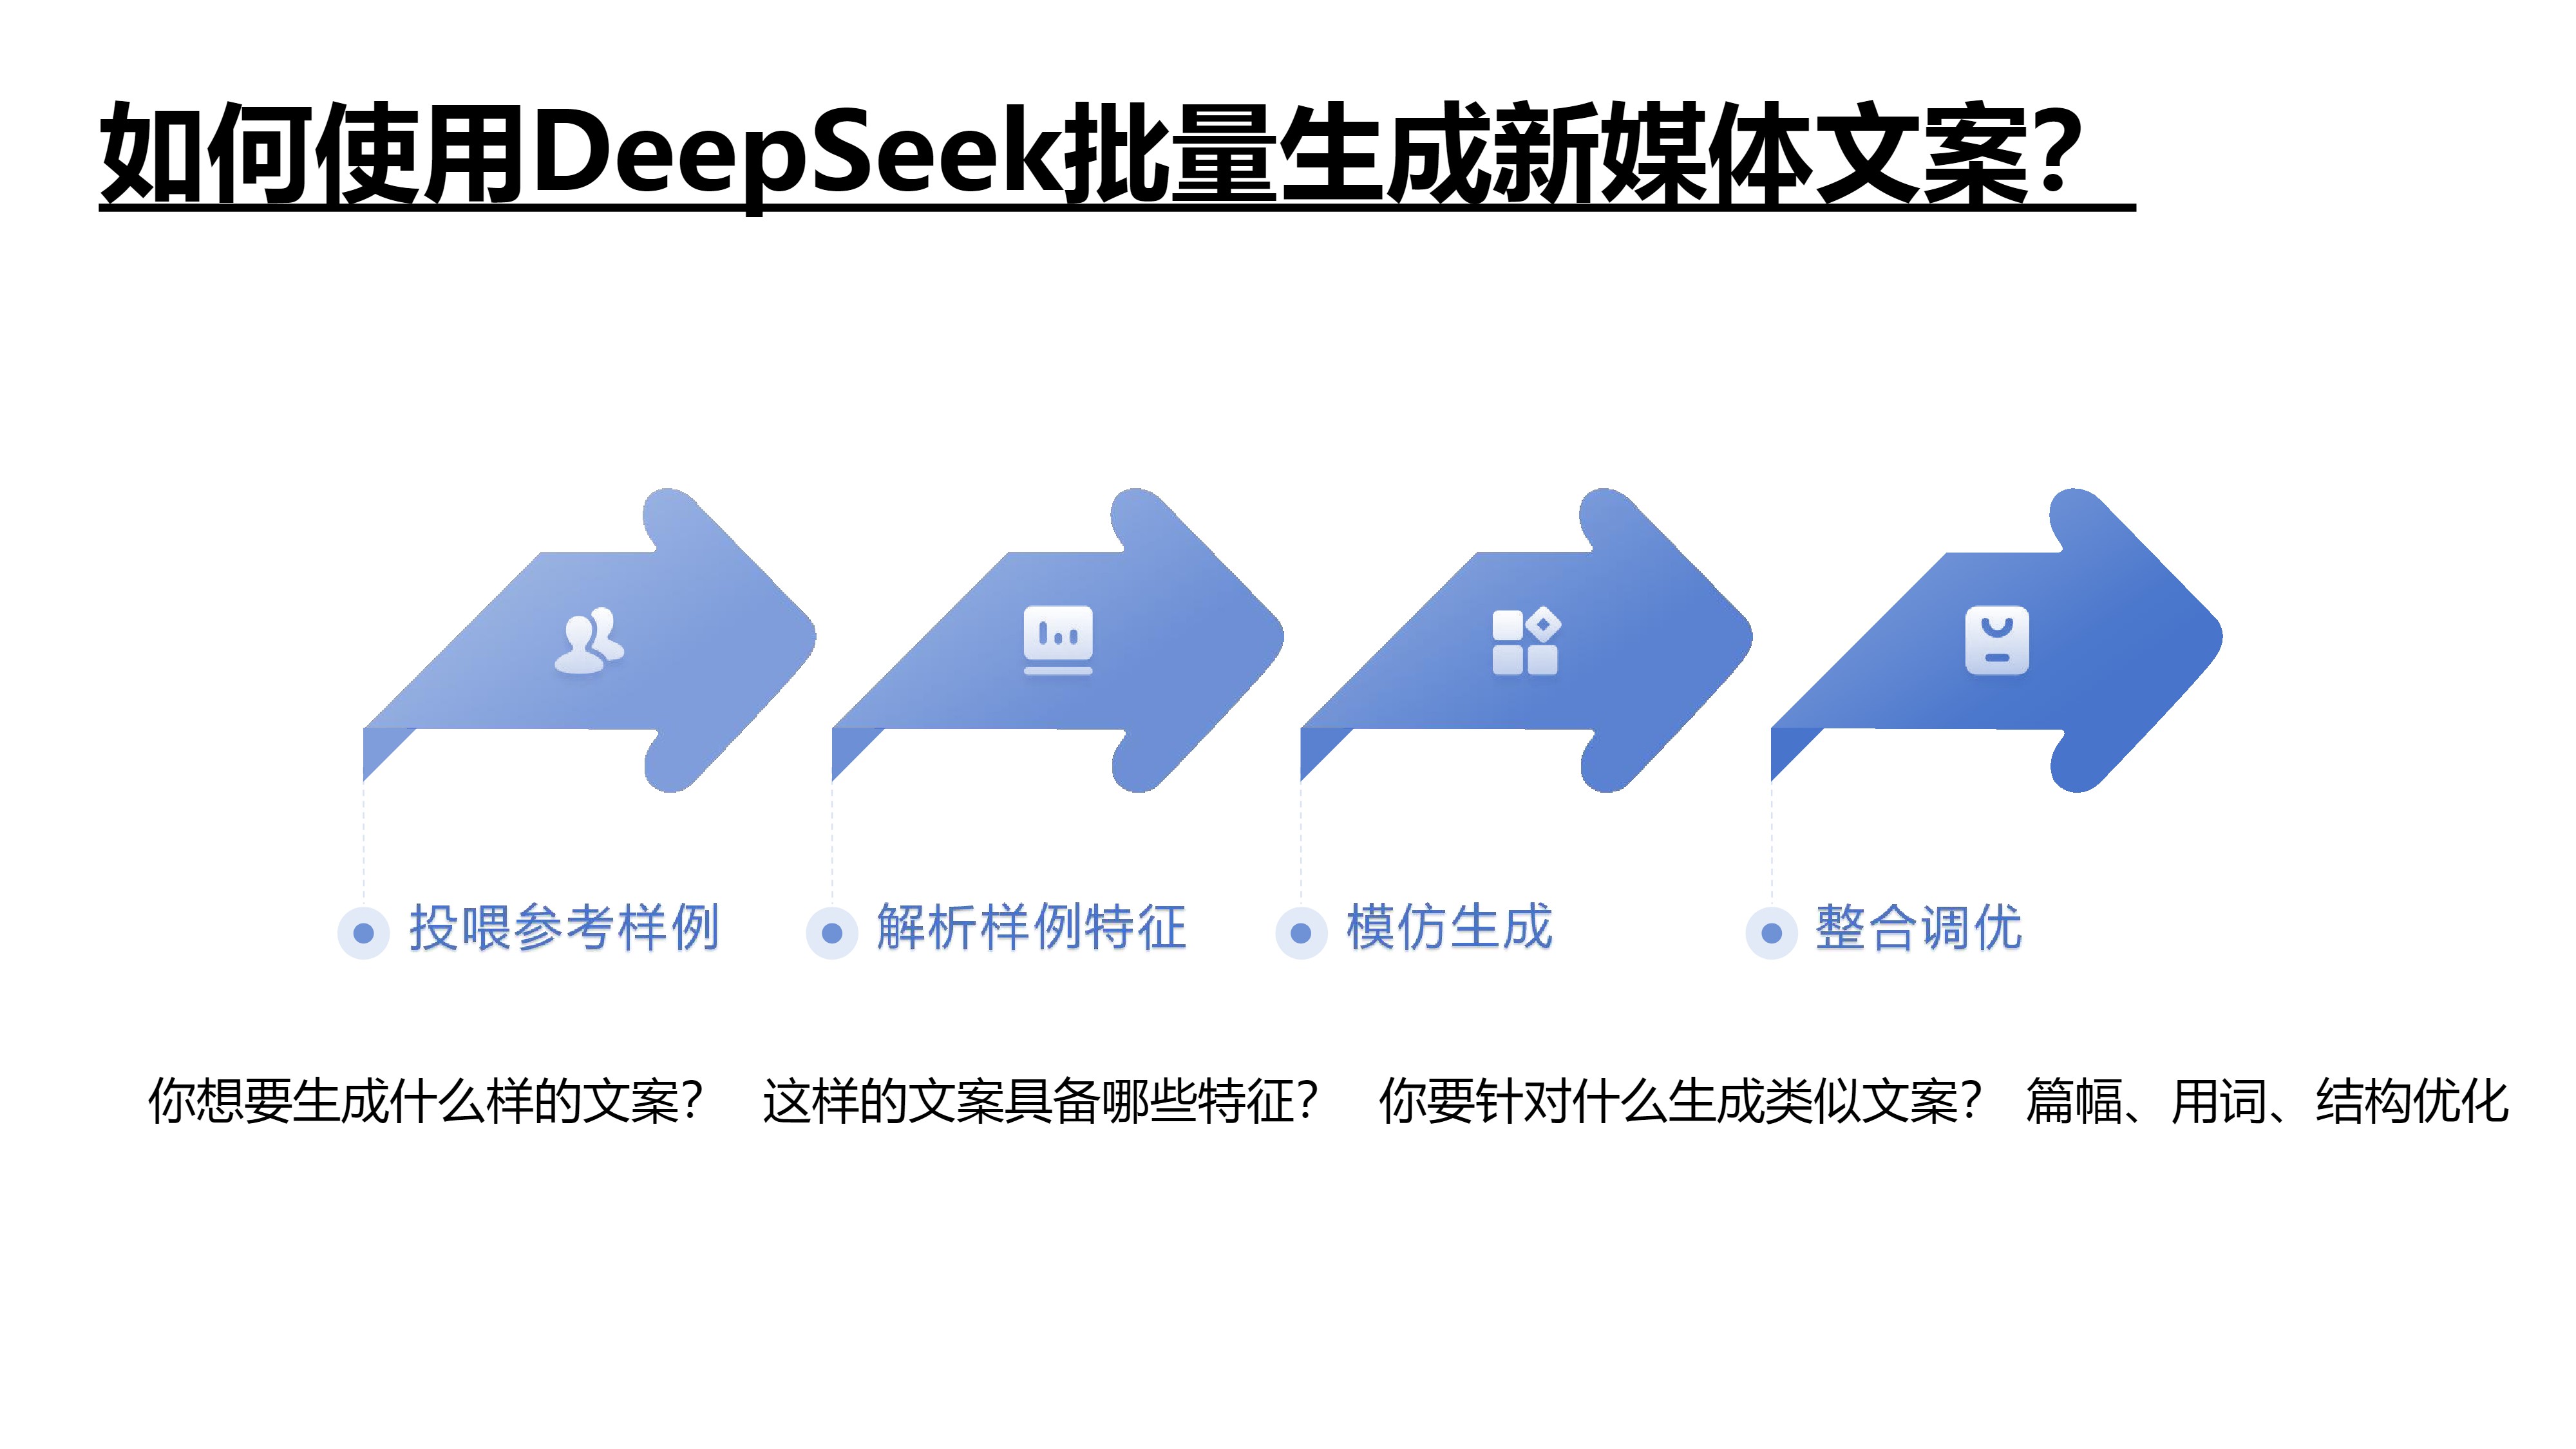 如何使用DeepSeek批量生成新媒体文案?
投喂参考样例
解析样例特征
模仿生成
整合调优
你想要生成什么样的文案?
这样的文案具备哪些特征?
你要针对什么生成类似文案?
篇幅、用词、结构优化